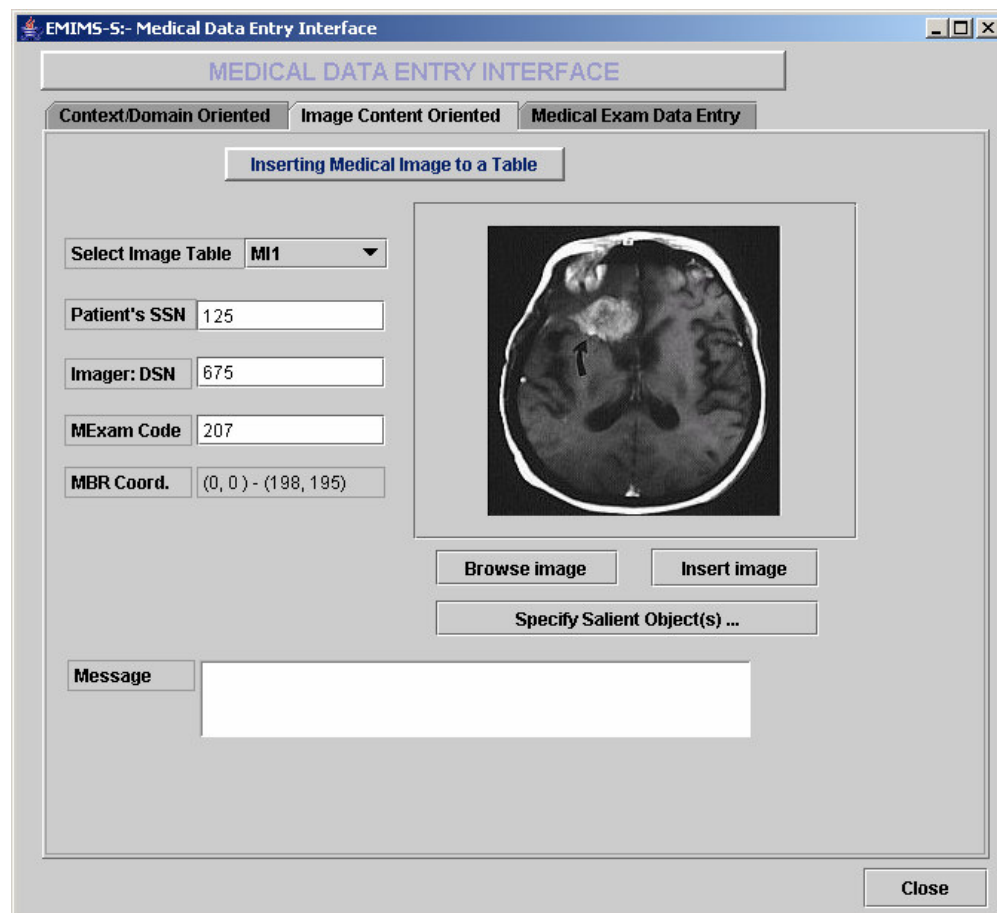 EMIMS-S:- Medical Data Entry Interface
MEDICAL DATA ENTRY INTERFACE
Context/Domain Oriented Image Content Oriented Medical Exam Data Entry
Inserting Medical Image to a Table
Select Image Table MI1
Patient's SSN 125
Imager: DSN 675
MExam Code 207
MBR Coord. (0, 0 ) - (198, 195)
Browse image Insert image
Specify Salient Object(s) ...
Message
Close